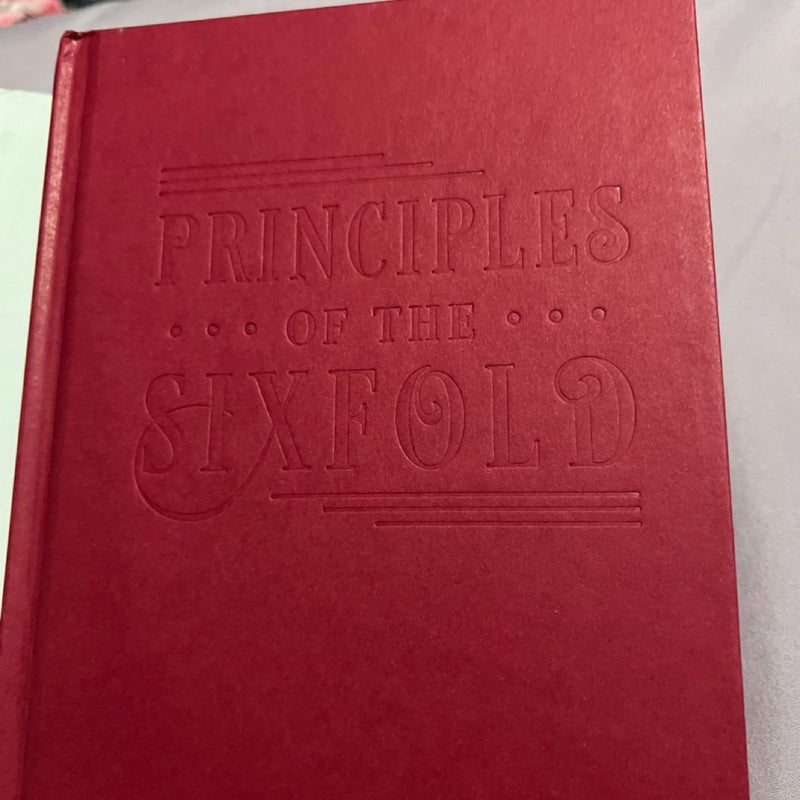 PRINCIPLES
OF THE
SIXFOLD